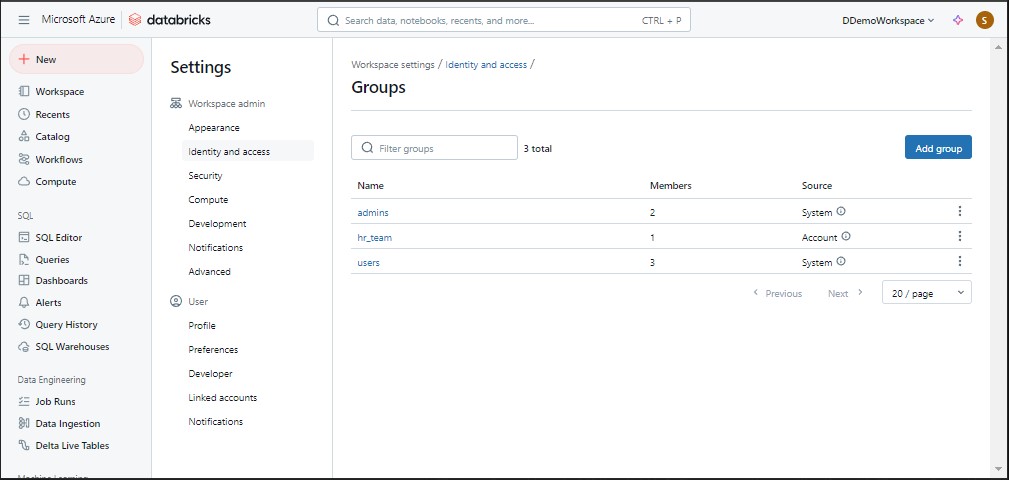 Microsoft Azure databricks Search data, notebooks, recents, and more... CTRL + P DDemoWorkspace S
New
Workspace
Recents
Catalog
Workflows
Compute
SQL
SQL Editor
Queries
Dashboards
Alerts
Query History
SQL Warehouses
Data Engineering
Job Runs
Data Ingestion
Delta Live Tables
Machine Learning
Settings
Workspace admin
Appearance
Identity and access
Security
Compute
Development
Notifications
Advanced
User
Profile
Preferences
Developer
Linked accounts
Notifications
Workspace settings / Identity and access /
Groups
Filter groups 3 total Add group
Name Members Source
admins 2 System
hr_team 1 Account
users 3 System
Previous Next 20 / page